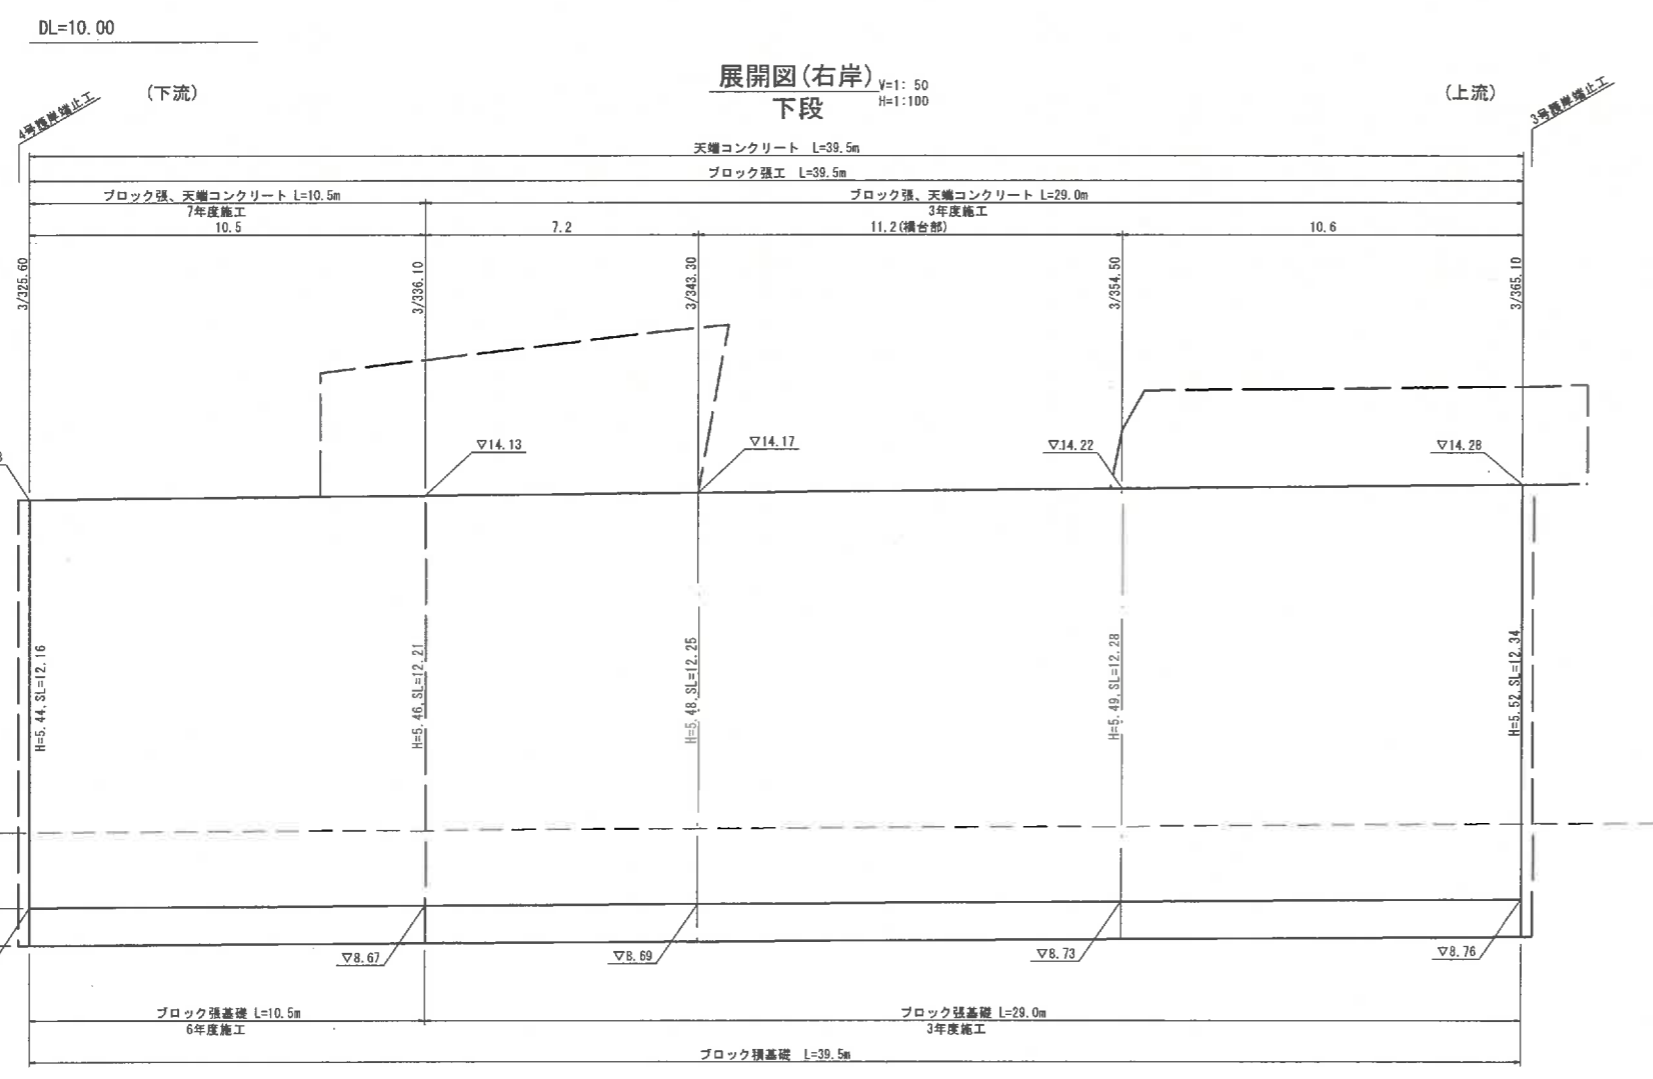 DL=10.00
展開図(右岸)
下段
V=1: 50
H=1:100
(下流)
(上流)
4号護岸端止工
3号護岸端止工
天端コンクリート L=39.5m
ブロック張工 L=39.5m
ブロック張、天端コンクリート L=10.5m
7年度施工
ブロック張、天端コンクリート L=29.0m
3年度施工
10.5
7.2
11.2(橋台部)
10.6
3/325.60
3/336.10
3/343.30
3/354.50
3/365.10
▽14.13
▽14.17
▽14.22
▽14.28
H=5.44,SL=12.16
H=5.46,SL=12.21
H=5.48,SL=12.25
H=5.49,SL=12.28
H=5.52,SL=12.34
▽8.67
▽8.69
▽8.73
▽8.76
ブロック張基礎 L=10.5m
6年度施工
ブロック張基礎 L=29.0m
3年度施工
ブロック積基礎 L=39.5m